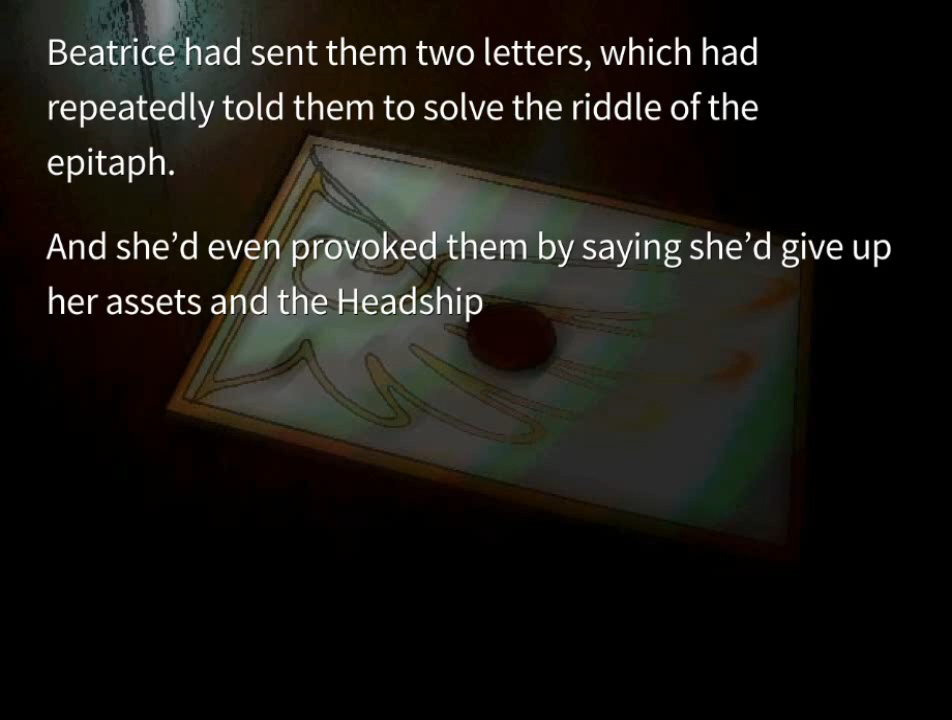 Beatrice had sent them two letters, which had
repeatedly told them to solve the riddle of the
epitaph.
And she’d even provoked them by saying she’d give up
her assets and the Headship